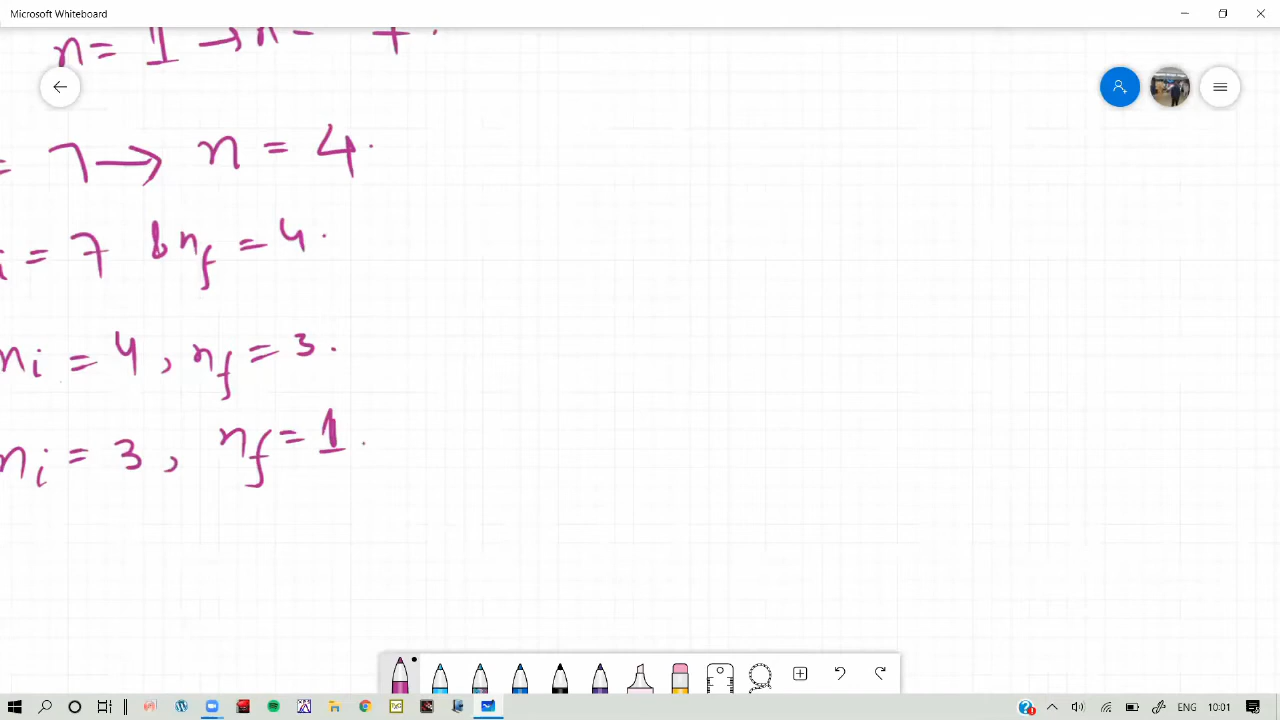 Microsoft Whiteboard
n = 1 → n =
= 7 → n = 4.
i = 7 & nf = 4.
ni = 4, nf = 3.
ni = 3, nf = 1.
ENG 10:01